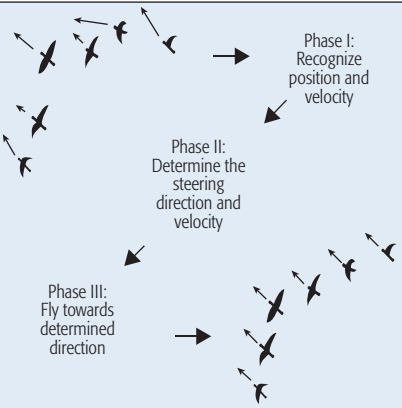 Phase I:
Recognize
position and
velocity
Phase II:
Determine the
steering
direction and
velocity
Phase III:
Fly towards
determined
direction